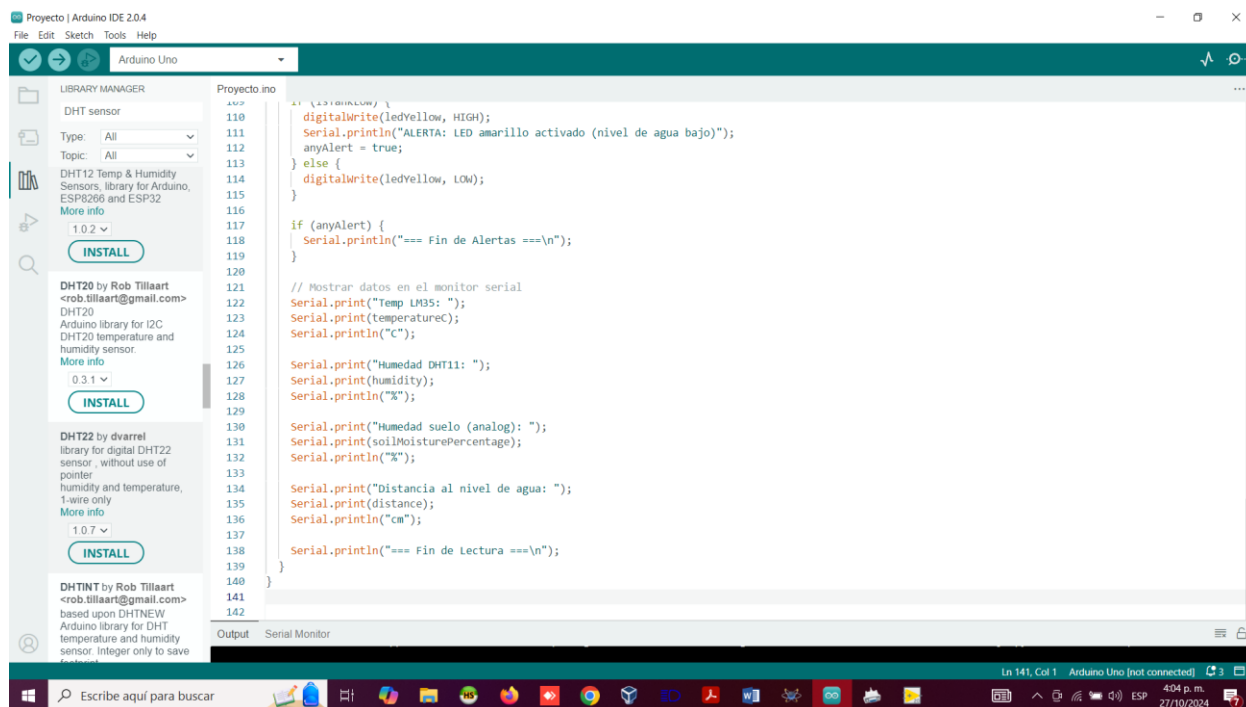 Proyecto | Arduino IDE 2.0.4
File Edit Sketch Tools Help
Arduino Uno
LIBRARY MANAGER
DHT sensor
Type: All
Topic: All
DHT12 Temp & Humidity
Sensors, library for Arduino,
ESP8266 and ESP32
More info
1.0.2
INSTALL
DHT20 by Rob Tillaart
<rob.tillaart@gmail.com>
DHT20
Arduino library for I2C
DHT20 temperature and
humidity sensor.
More info
0.3.1
INSTALL
DHT22 by dvarrel
library for digital DHT22
sensor , without use of
pointer
humidity and temperature,
1-wire only
More info
1.0.7
INSTALL
DHTINT by Rob Tillaart
<rob.tillaart@gmail.com>
based upon DHTNEW
Arduino library for DHT
temperature and humidity
sensor. Integer only to save
footprint
Proyecto.ino
109 if (isTankLow) {
110 digitalWrite(ledYellow, HIGH);
111 Serial.println("ALERTA: LED amarillo activado (nivel de agua bajo)");
112 anyAlert = true;
113 } else {
114 digitalWrite(ledYellow, LOW);
115 }
116
117 if (anyAlert) {
118 Serial.println("=== Fin de Alertas ===\n");
119 }
120
121 // Mostrar datos en el monitor serial
122 Serial.print("Temp LM35: ");
123 Serial.print(temperatureC);
124 Serial.println("C");
125
126 Serial.print("Humedad DHT11: ");
127 Serial.print(humidity);
128 Serial.println("%");
129
130 Serial.print("Humedad suelo (analog): ");
131 Serial.print(soilMoisturePercentage);
132 Serial.println("%");
133
134 Serial.print("Distancia al nivel de agua: ");
135 Serial.print(distance);
136 Serial.println("cm");
137
138 Serial.println("=== Fin de Lectura ===\n");
139 }
140 }
141
142
Output Serial Monitor
Ln 141, Col 1 Arduino Uno [not connected] 3
Escribe aquí para buscar
HS
ESP
4:04 p. m.
27/10/2024
7